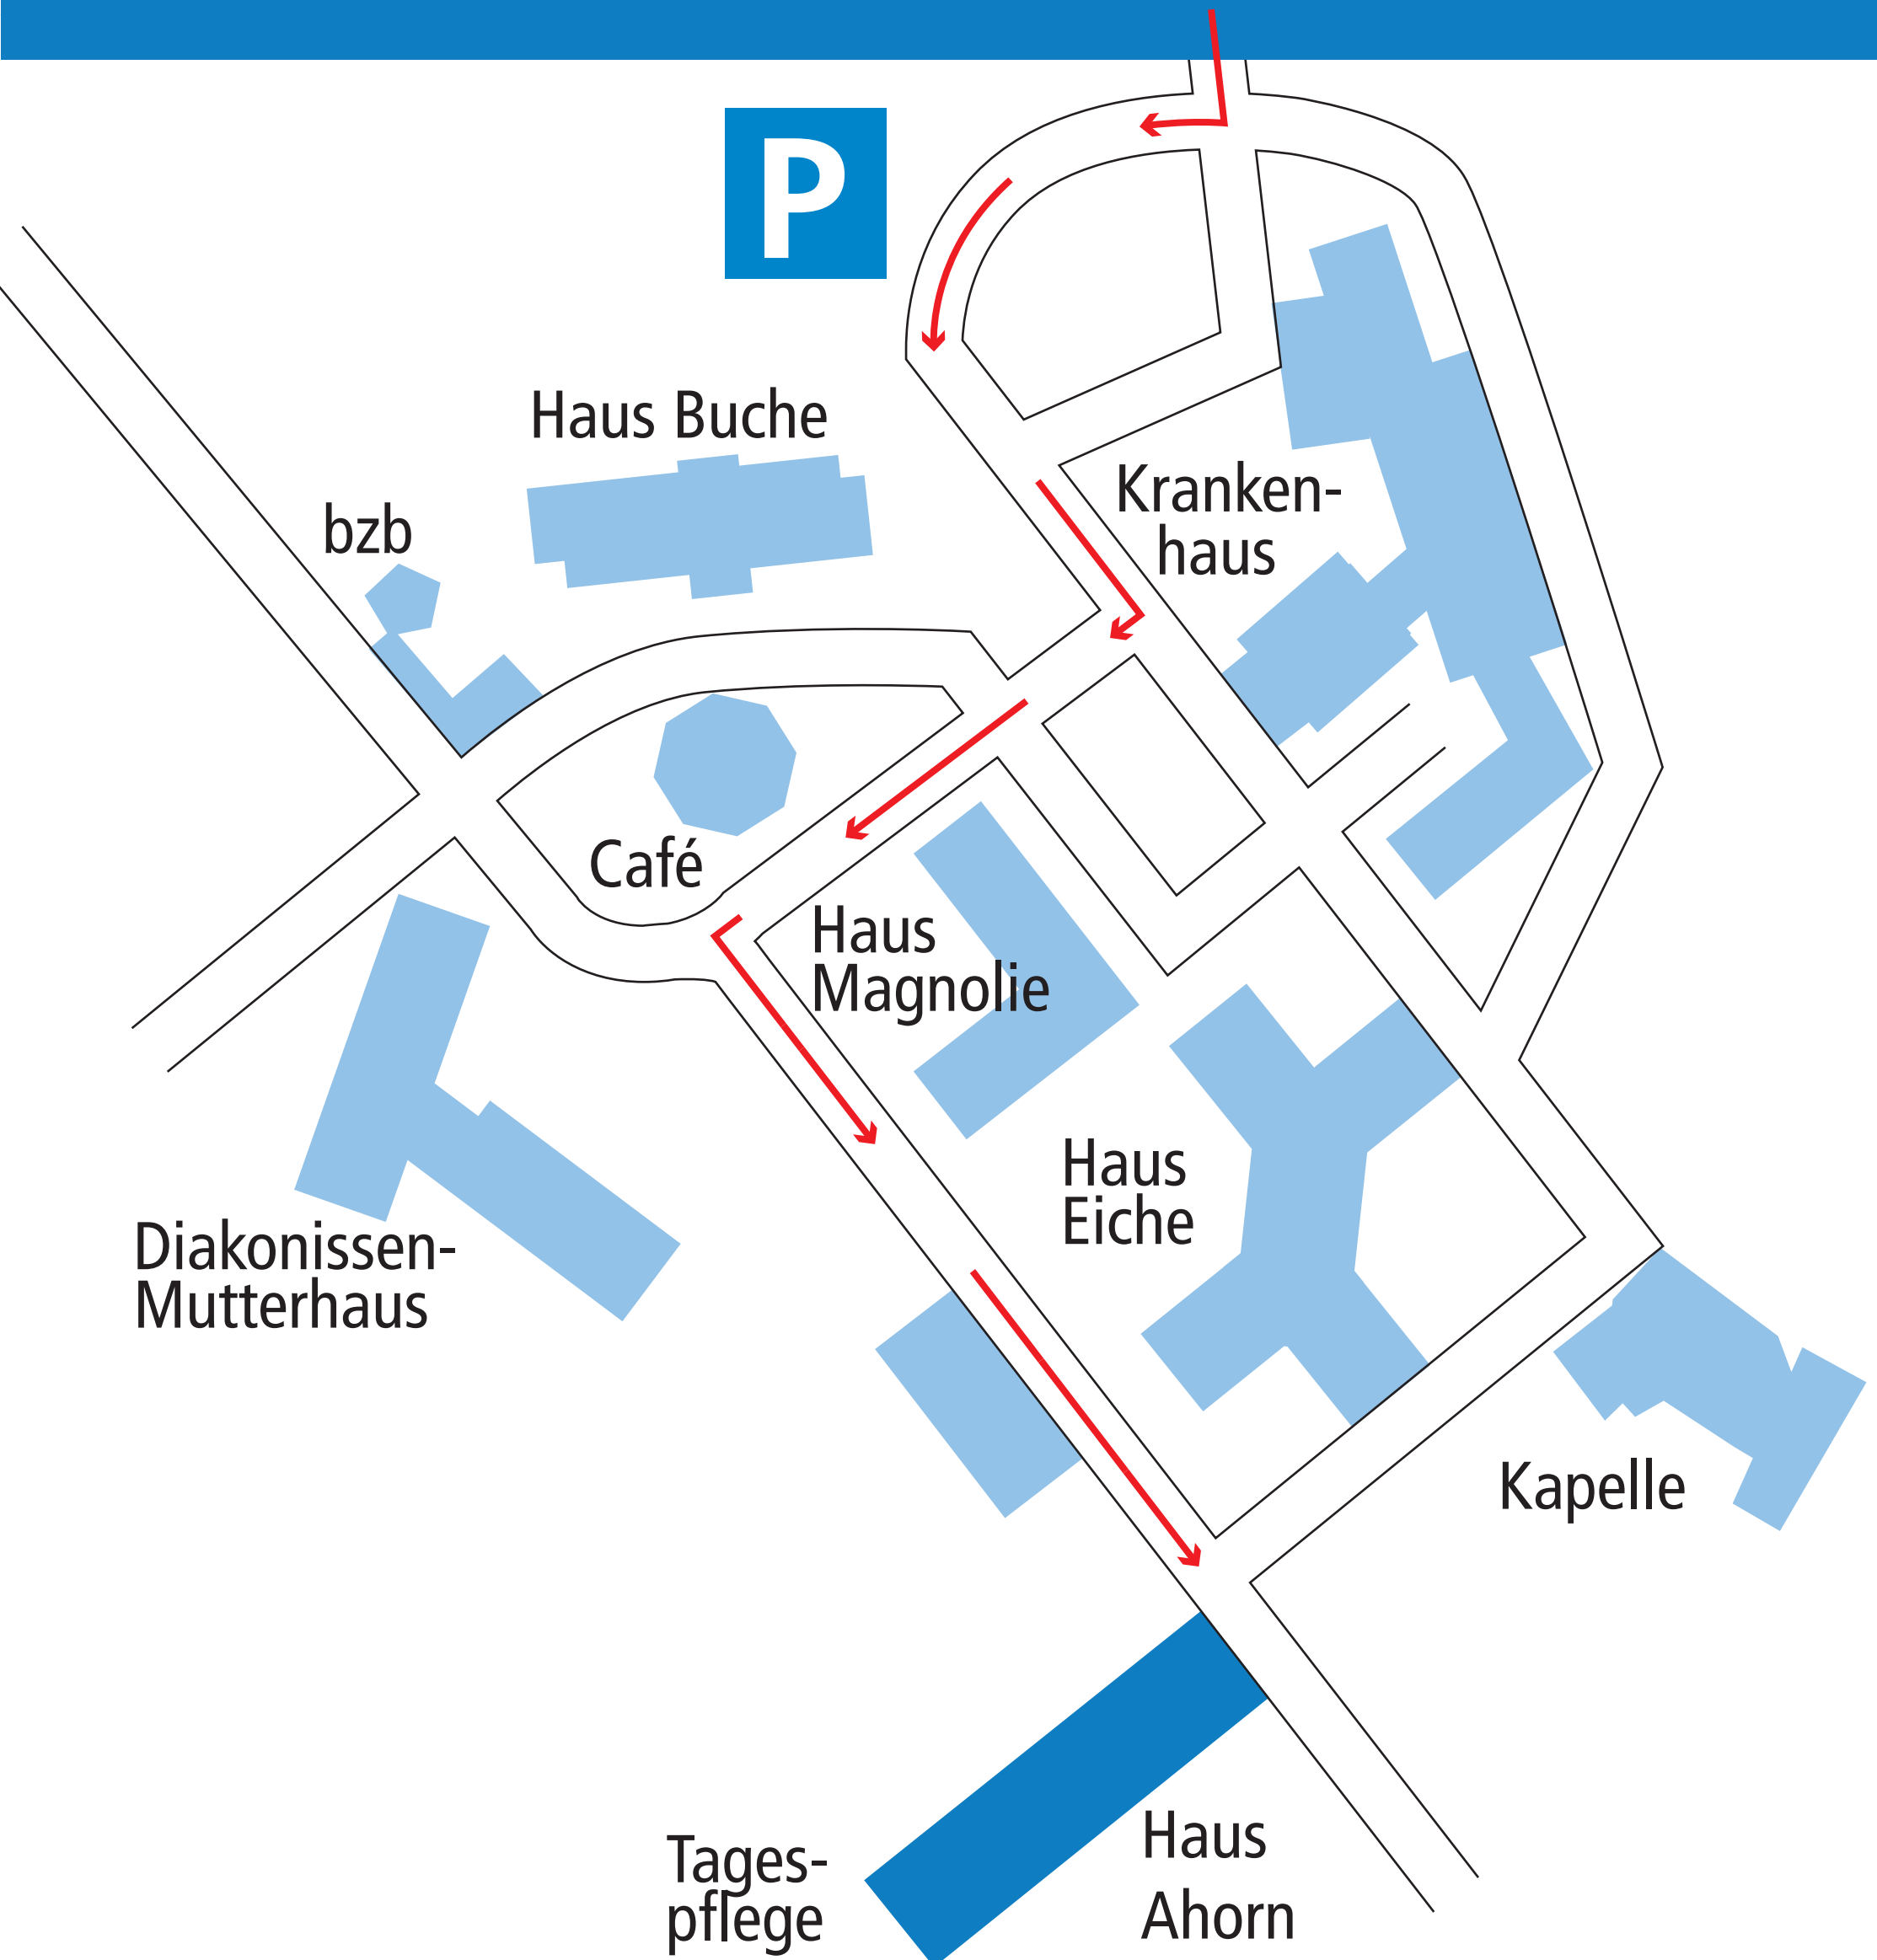 P
Haus Buche
bzb
Kranken-
haus
Café
Haus
Magnolie
Haus
Eiche
Diakonissen-
Mutterhaus
Kapelle
Tages-
pflege
Haus
Ahorn